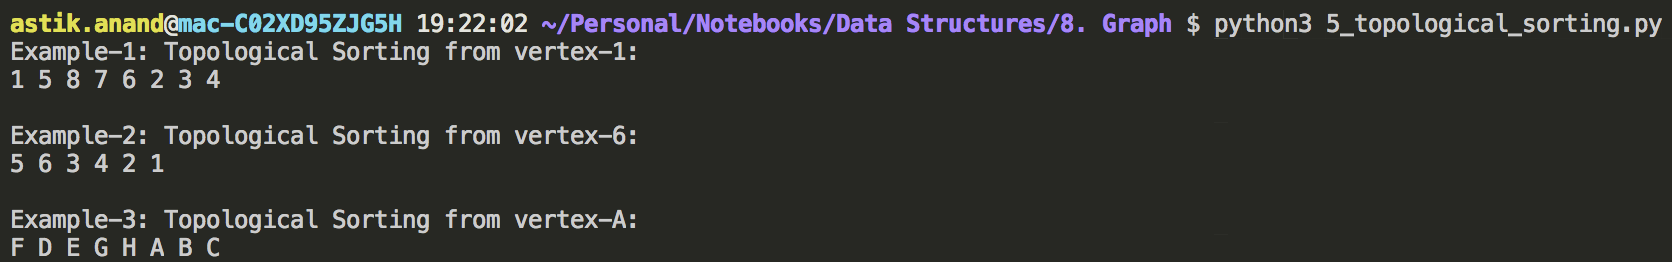 astik.anand@mac-C02XD95ZJG5H 19:22:02 ~/Personal/Notebooks/Data Structures/8. Graph $ python3 5_topological_sorting.py
Example-1: Topological Sorting from vertex-1:
1 5 8 7 6 2 3 4
Example-2: Topological Sorting from vertex-6:
5 6 3 4 2 1
Example-3: Topological Sorting from vertex-A:
F D E G H A B C